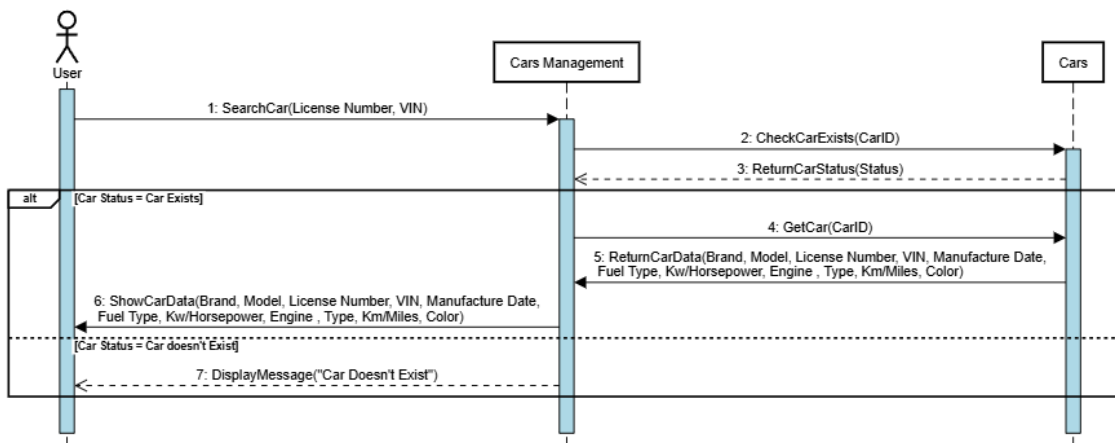 User
Cars Management
Cars
1: SearchCar(License Number, VIN)
2: CheckCarExists(CarID)
3: ReturnCarStatus(Status)
alt
[Car Status = Car Exists]
4: GetCar(CarID)
5: ReturnCarData(Brand, Model, License Number, VIN, Manufacture Date,
Fuel Type, Kw/Horsepower, Engine , Type, Km/Miles, Color)
6: ShowCarData(Brand, Model, License Number, VIN, Manufacture Date,
Fuel Type, Kw/Horsepower, Engine , Type, Km/Miles, Color)
[Car Status = Car doesn't Exist]
7: DisplayMessage("Car Doesn't Exist")